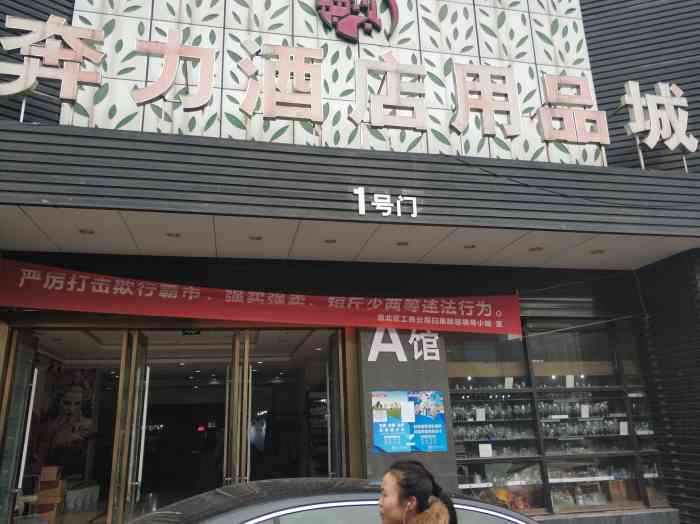 奔力酒店用品城
1号门
严厉打击欺行霸市、强买强卖、短斤少两等违法行为。
A馆